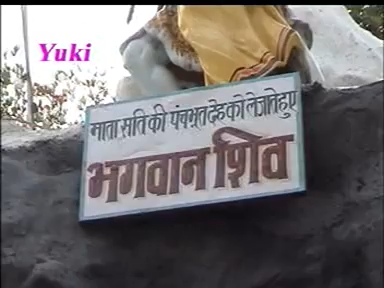 Yuki
माता सति की पंचभूत देह को लेजाते हुए
भगवान शिव